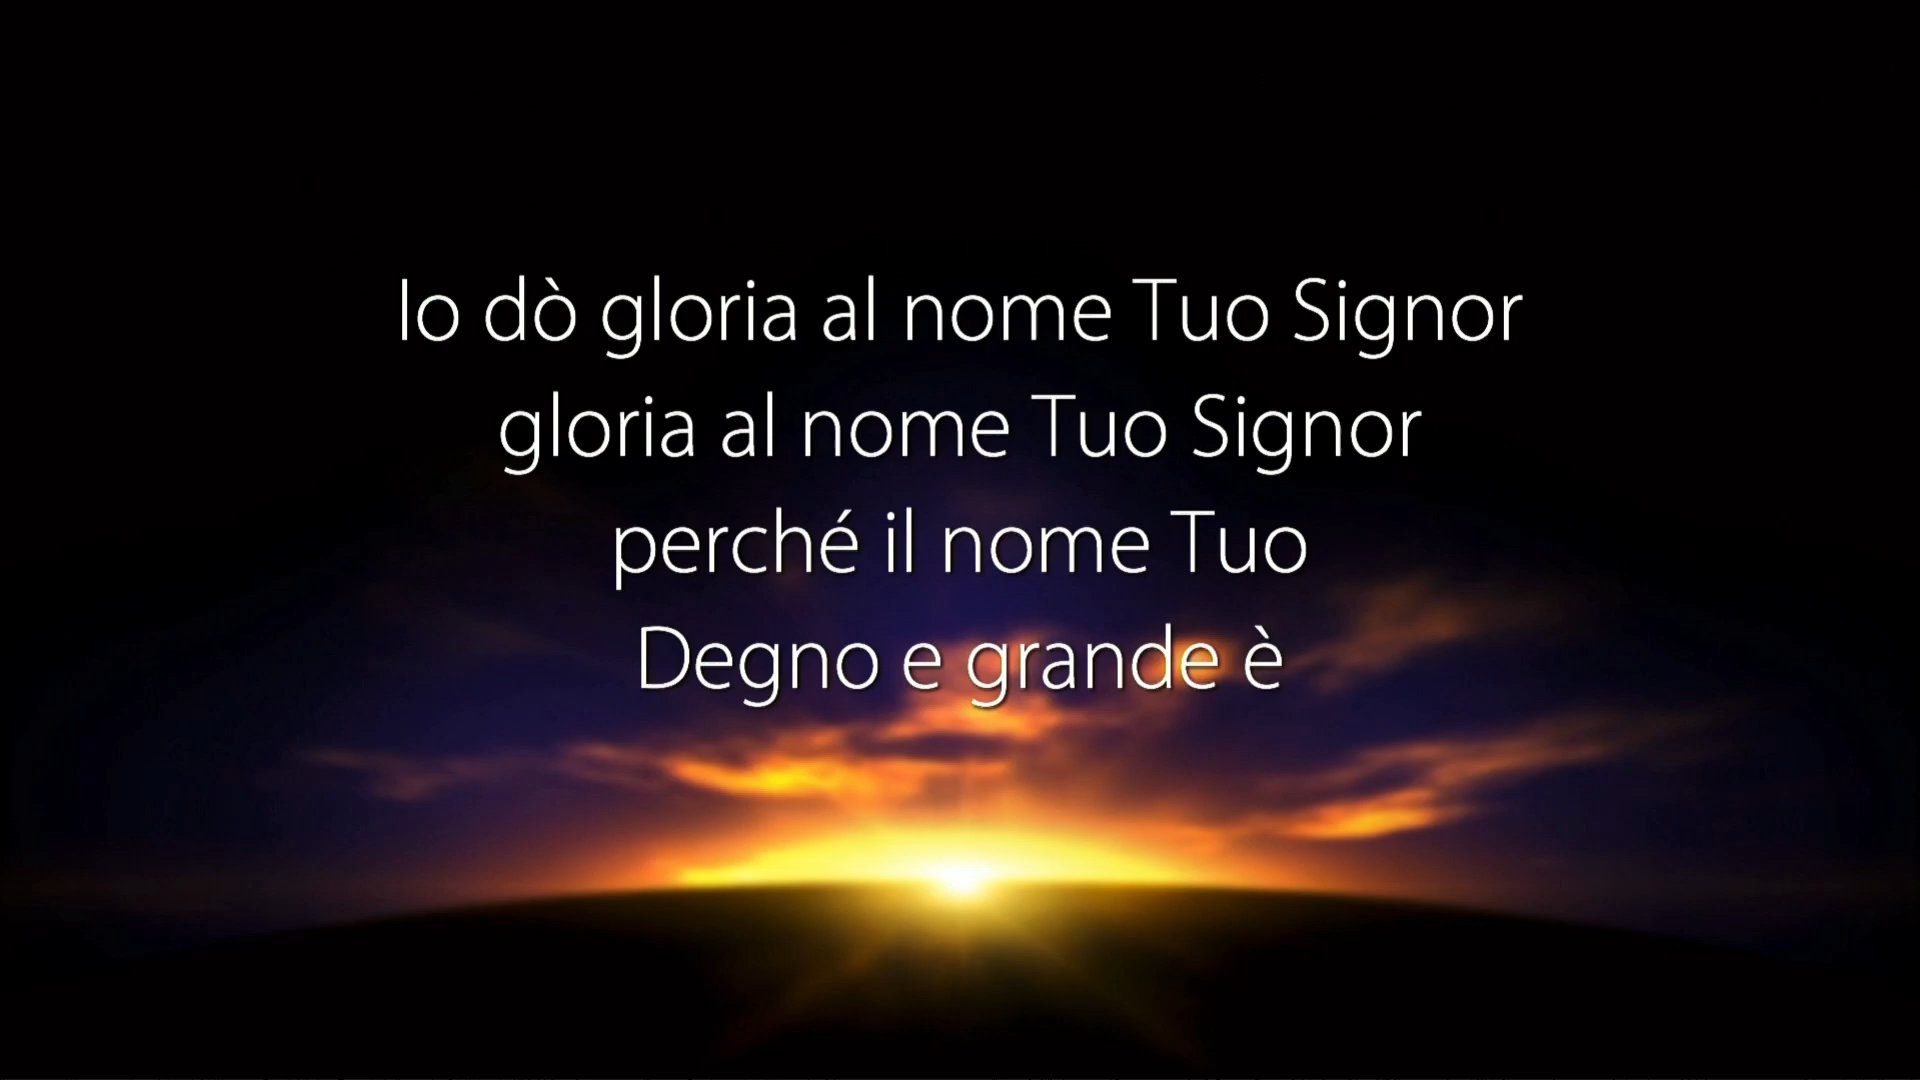 Io dò gloria al nome Tuo Signor
gloria al nome Tuo Signor
perché il nome Tuo
Degno e grande è